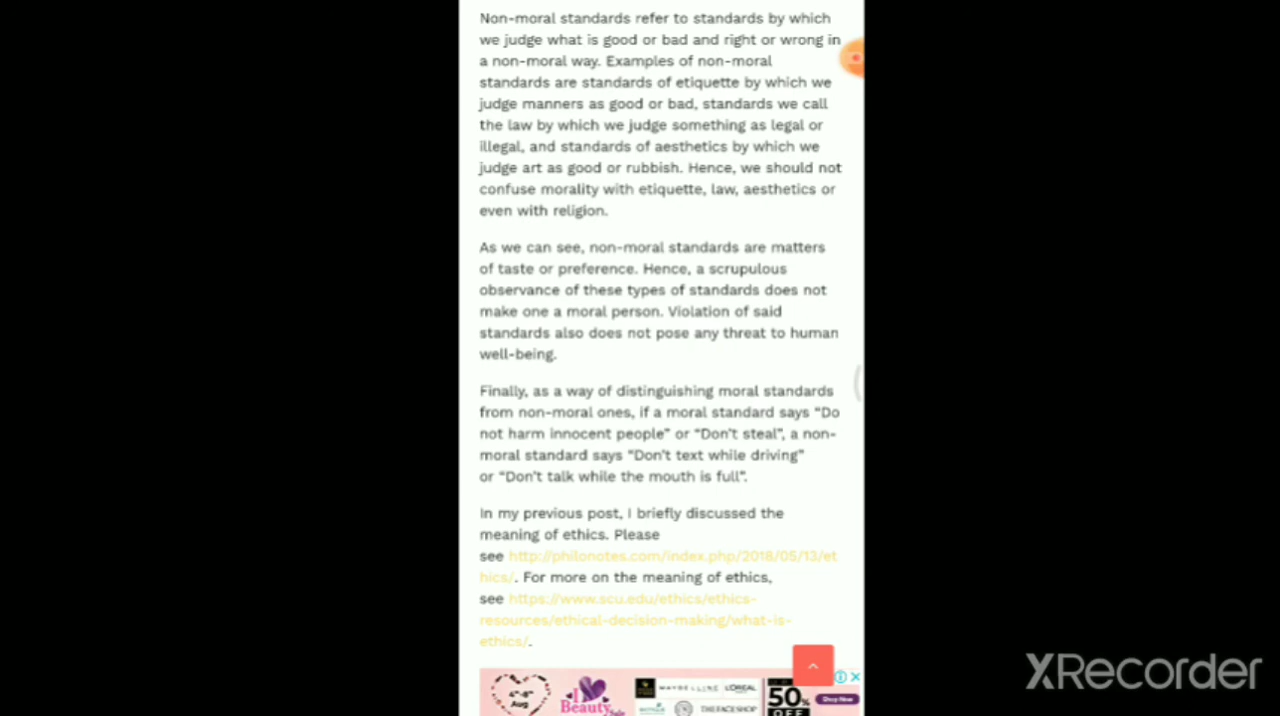 Non-moral standards refer to standards by which
we judge what is good or bad and right or wrong in
a non-moral way. Examples of non-moral
standards are standards of etiquette by which we
judge manners as good or bad, standards we call
the law by which we judge something as legal or
illegal, and standards of aesthetics by which we
judge art as good or rubbish. Hence, we should not
confuse morality with etiquette, law, aesthetics or
even with religion.
As we can see, non-moral standards are matters
of taste or preference. Hence, a scrupulous
observance of these types of standards does not
make one a moral person. Violation of said
standards also does not pose any threat to human
well-being.
Finally, as a way of distinguishing moral standards
from non-moral ones, if a moral standard says “Do
not harm innocent people” or “Don’t steal”, a non-
moral standard says “Don’t text while driving”
or “Don’t talk while the mouth is full”.
In my previous post, I briefly discussed the
meaning of ethics. Please
see http://philonotes.com/index.php/2018/05/13/et
hics/. For more on the meaning of ethics,
see https://www.scu.edu/ethics/ethics-
resources/ethical-decision-making/what-is-
ethics/.
4th-8th
Aug
I
Beauty
MAYBELLINE
L'OREAL
THEFACESHOP
50%
OFF
Shop Now
XRecorder